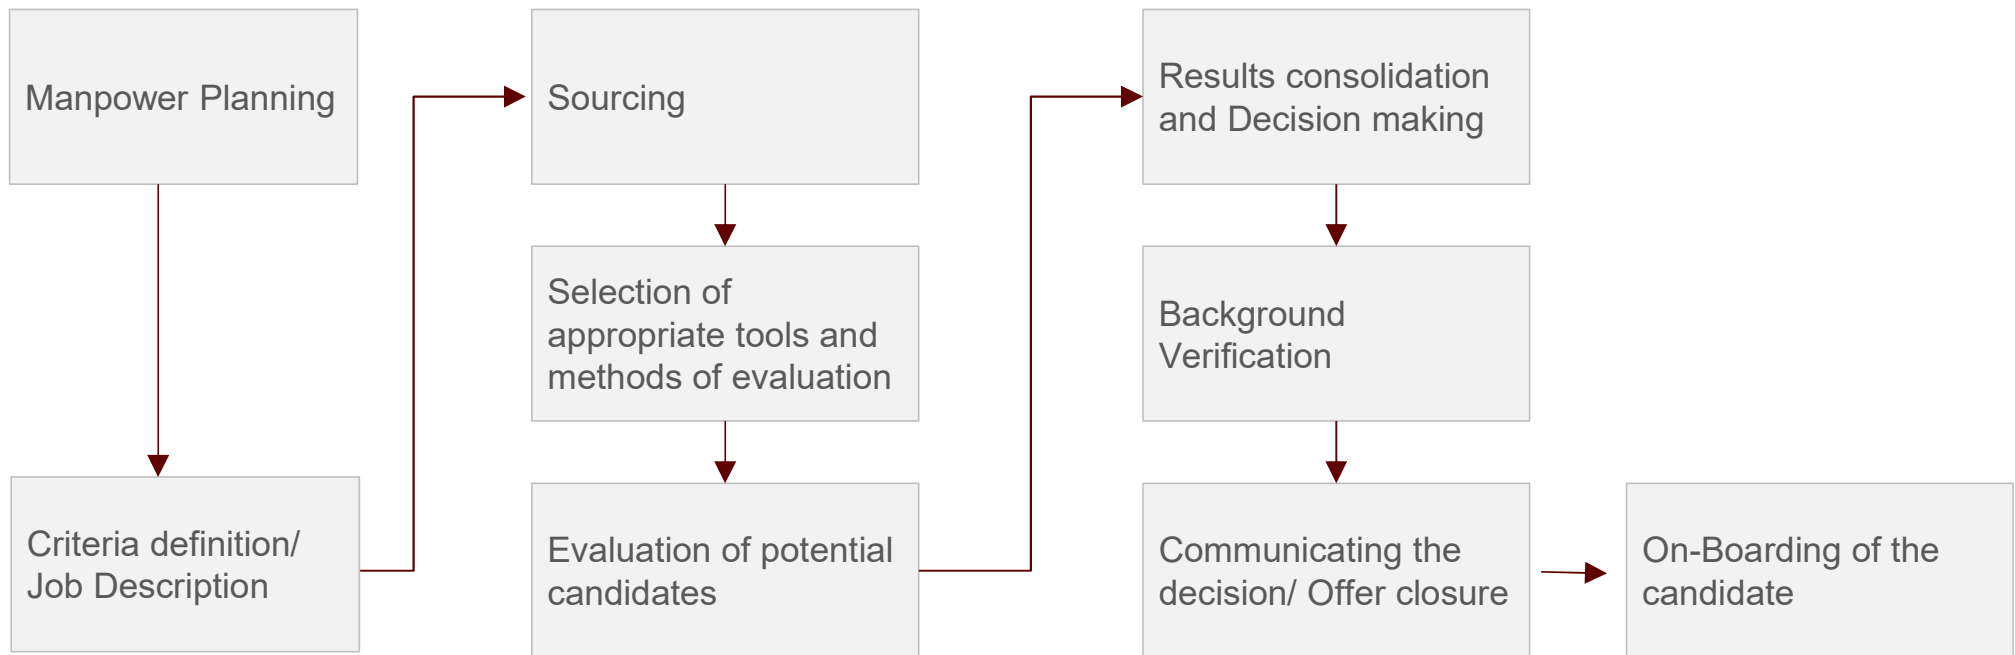 Manpower Planning
Criteria definition/
Job Description
Sourcing
Selection of
appropriate tools and
methods of evaluation
Evaluation of potential
candidates
Results consolidation
and Decision making
Background
Verification
Communicating the
decision/ Offer closure
On-Boarding of the
candidate